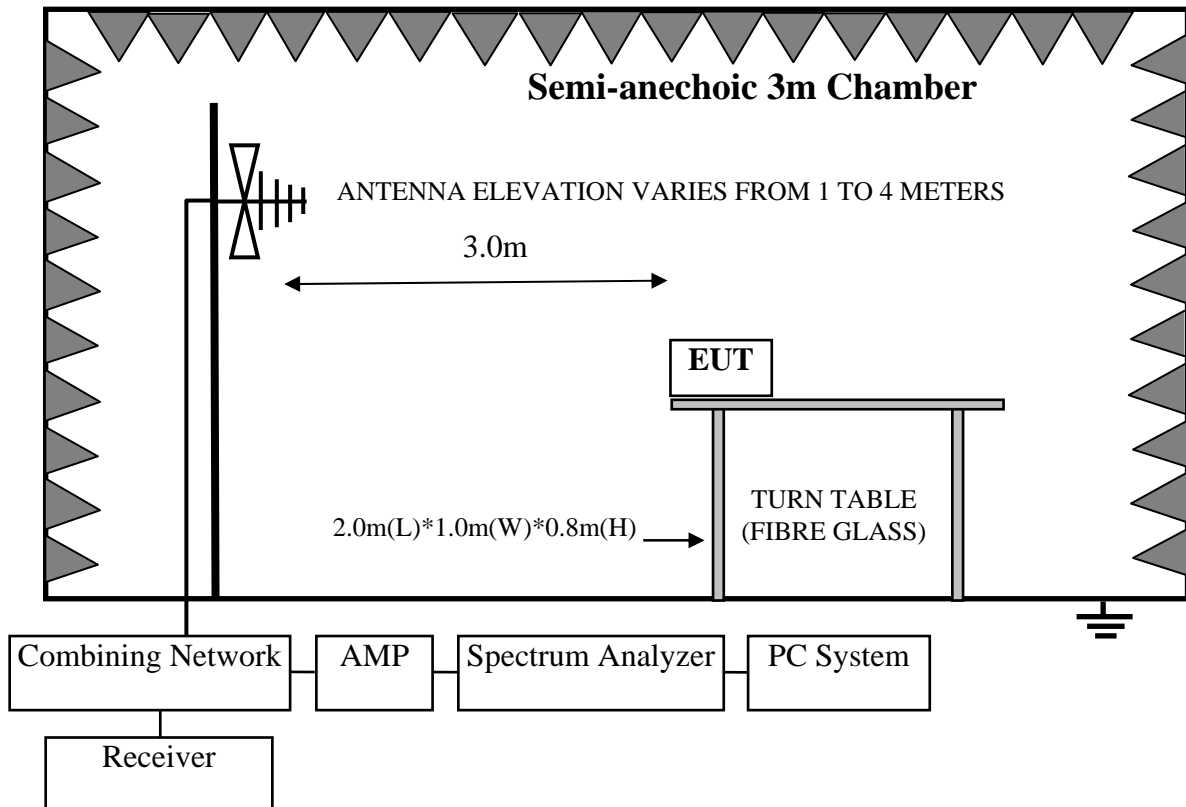 Semi-anechoic 3m Chamber
ANTENNA ELEVATION VARIES FROM 1 TO 4 METERS
3.0m
EUT
2.0m(L)*1.0m(W)*0.8m(H)
TURN TABLE
(FIBRE GLASS)
Combining Network
AMP
Spectrum Analyzer
PC System
Receiver